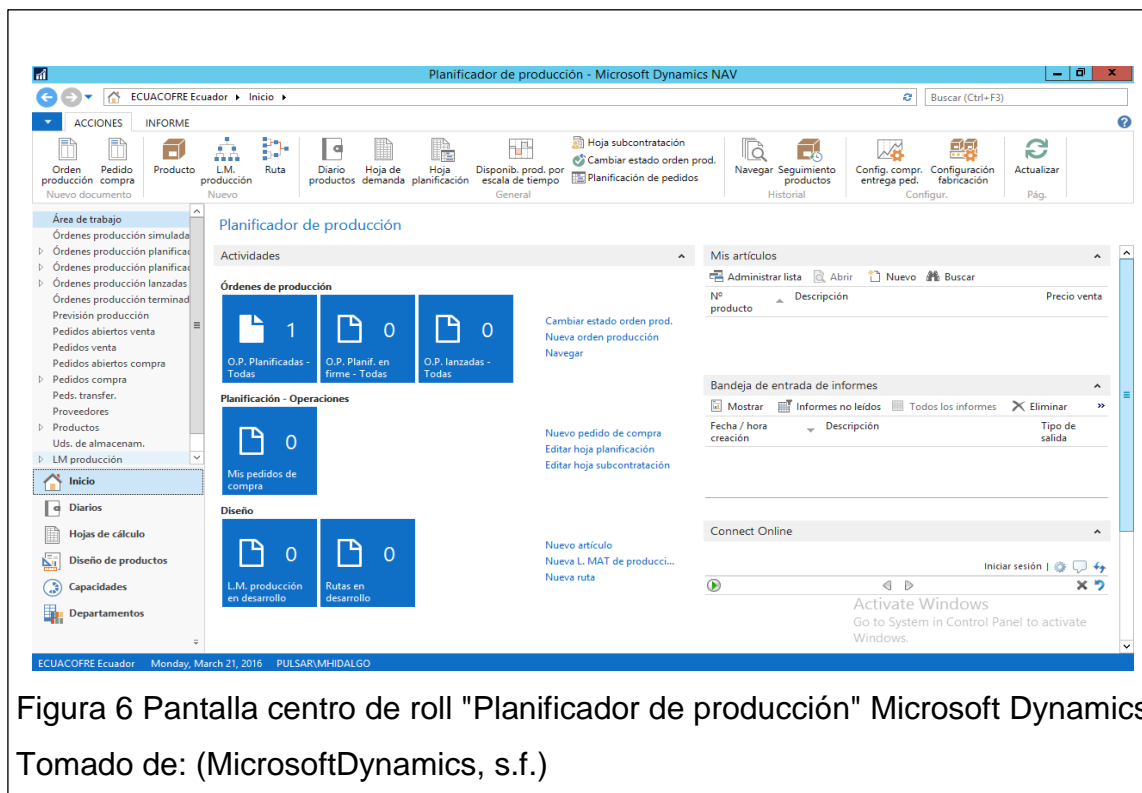 Planificador de producción - Microsoft Dynamics NAV
ECUACOFRE Ecuador Inicio
Buscar (Ctrl+F3)
ACCIONES INFORME
Orden producción
Pedido compra
Producto
L.M. producción
Ruta
Diario productos
Hoja de demanda
Hoja planificación
Disponib. prod. por escala de tiempo
Hoja subcontratación
Cambiar estado orden prod.
Planificación de pedidos
Navegar
Seguimiento productos
Config. compr. entrega ped.
Configuración fabricación
Actualizar
Nuevo documento
Nuevo
General
Historial
Configur.
Pág.
Área de trabajo
Órdenes producción simulada
Órdenes producción planificad
Órdenes producción planificad
Órdenes producción lanzadas
Órdenes producción terminad
Previsión producción
Pedidos abiertos venta
Pedidos venta
Pedidos abiertos compra
Pedidos compra
Peds. transfer.
Proveedores
Productos
Uds. de almacenam.
LM producción
Inicio
Diarios
Hojas de cálculo
Diseño de productos
Capacidades
Departamentos
Planificador de producción
Actividades
Órdenes de producción
1
O.P. Planificadas -
Todas
0
O.P. Planif. en
firme - Todas
0
O.P. lanzadas -
Todas
Cambiar estado orden prod.
Nueva orden producción
Navegar
Planificación - Operaciones
0
Mis pedidos de
compra
Nuevo pedido de compra
Editar hoja planificación
Editar hoja subcontratación
Diseño
0
L.M. producción
en desarrollo
0
Rutas en
desarrollo
Nuevo artículo
Nueva L. MAT de producci...
Nueva ruta
Mis artículos
Administrar lista Abrir Nuevo Buscar
Nº producto Descripción Precio venta
Bandeja de entrada de informes
Mostrar Informes no leídos Todos los informes Eliminar »
Fecha / hora creación Descripción Tipo de salida
Connect Online
Iniciar sesión |
Activate Windows
Go to System in Control Panel to activate
Windows.
ECUACOFRE Ecuador Monday, March 21, 2016 PULSAR\MHIDALGO
Figura 6 Pantalla centro de roll "Planificador de producción" Microsoft Dynamics
Tomado de: (MicrosoftDynamics, s.f.)